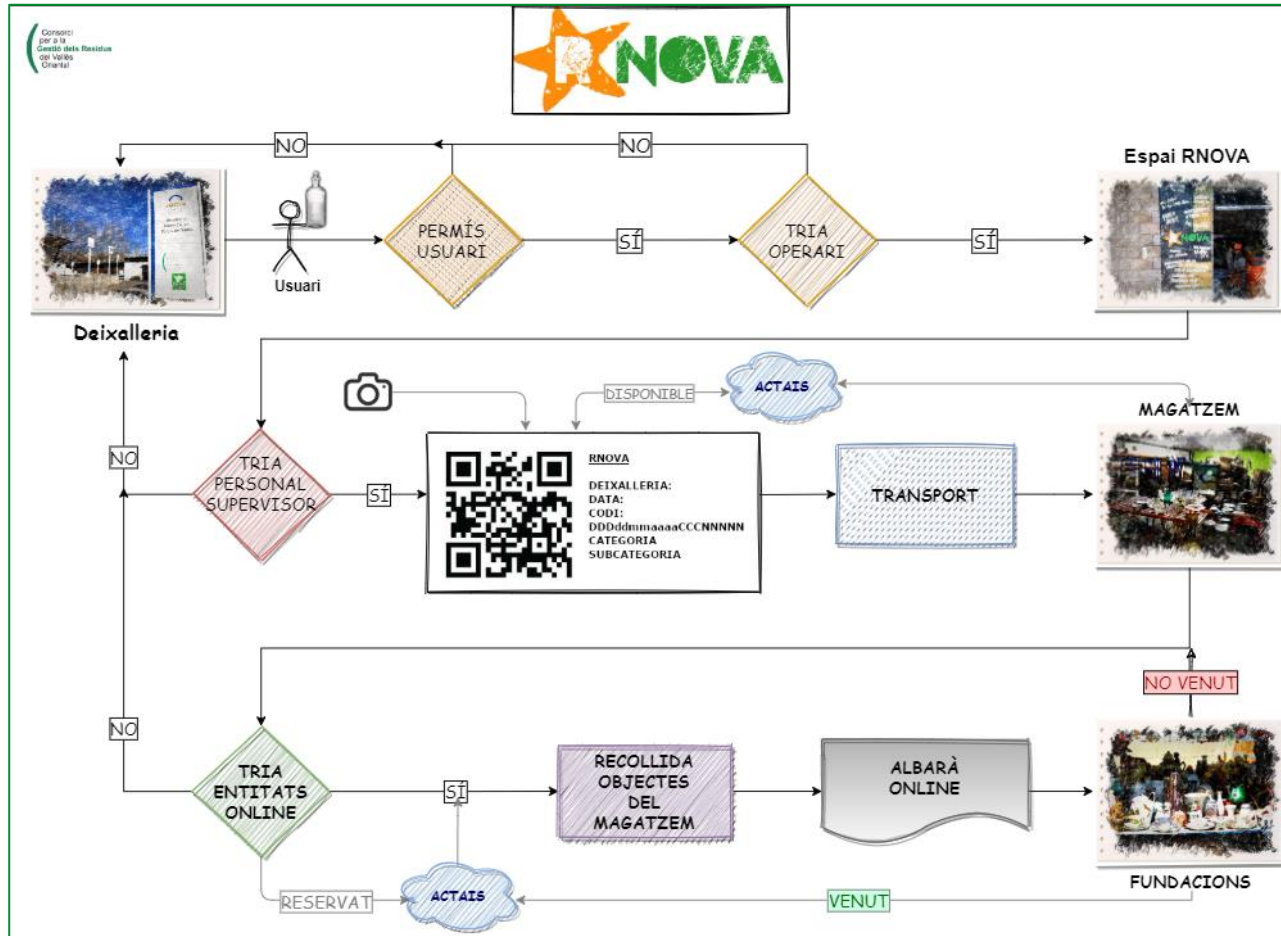 Consorci
per a la
Gestió dels Residus
del Vallès
Oriental
RNOVA
NO
NO
Espai RNOVA
PERMÍS
USUARI
SÍ
TRIA
OPERARI
SÍ
Usuari
Deixalleria
ACTAIS
DISPONIBLE
MAGATZEM
NO
TRIA
PERSONAL
SUPERVISOR
SÍ
RNOVA
DEIXALLERIA:
DATA:
CODI:
DDDddmmaaaaCCCNNNNN
CATEGORIA
SUBCATEGORIA
TRANSPORT
NO VENUT
NO
TRIA
ENTITATS
ONLINE
SÍ
RECOLLIDA
OBJECTES
DEL
MAGATZEM
ALBARÀ
ONLINE
FUNDACIONS
RESERVAT
ACTAIS
VENUT